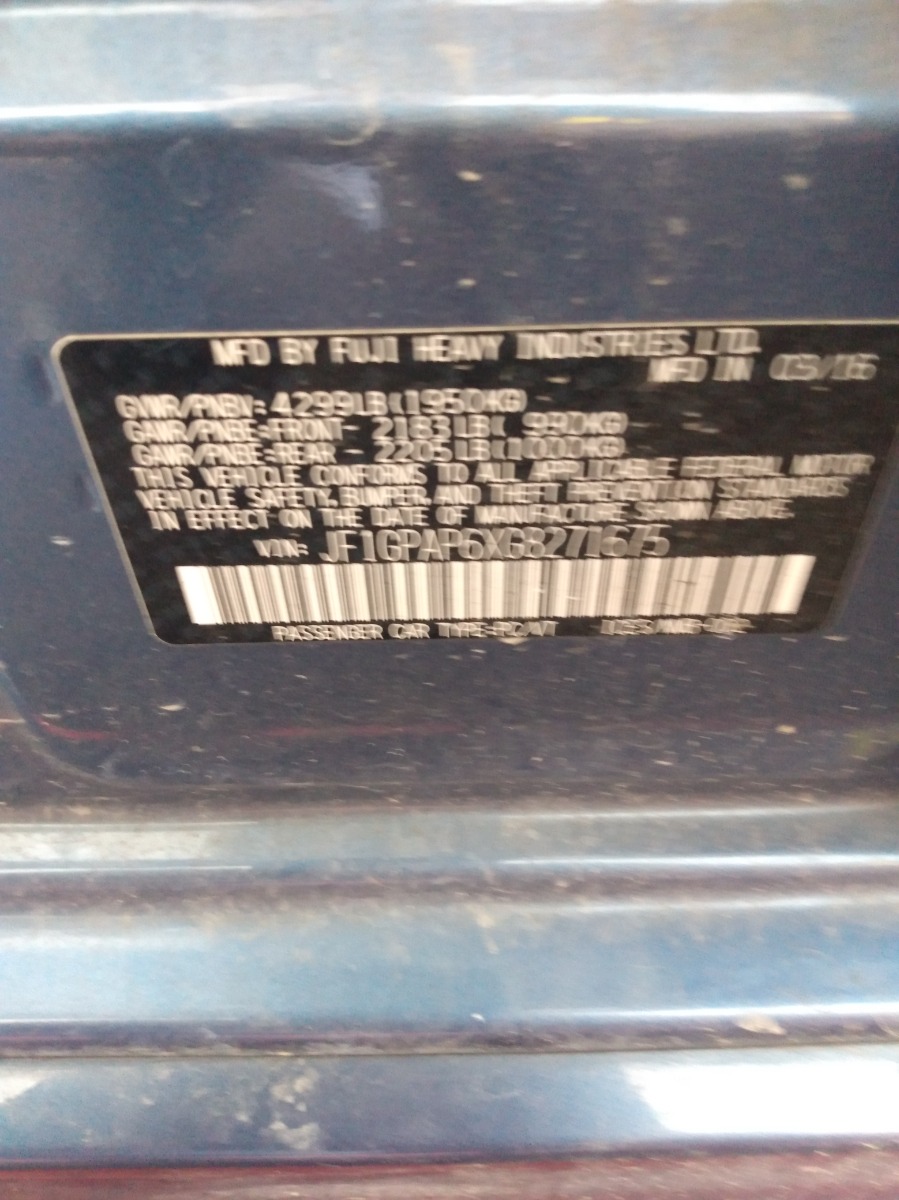 MFD BY FUJI HEAVY INDUSTRIES LTD.
MFD IN
GVWR/PNBV: 4299LB(1950KG)
GAWR/PNBE-FRONT - 2183LB( 990KG)
GAWR/PNBE-REAR - 2205LB(1000KG)
THIS VEHICLE CONFORMS TO ALL APPLICABLE FEDERAL MOTOR
VEHICLE SAFETY, BUMPER, AND THEFT PREVENTION STANDARDS
IN EFFECT ON THE DATE OF MANUFACTURE SHOWN ABOVE.
VIN: JF1GPAP6XG8271675
PASSENGER CAR